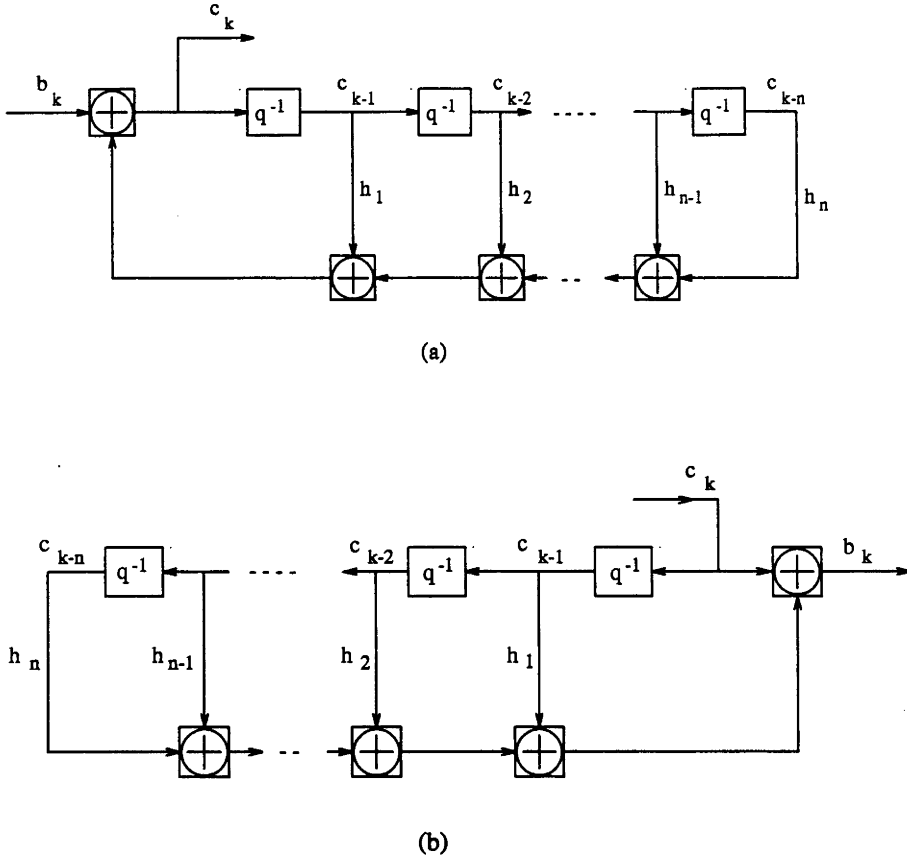 c k
b k
c k-1
c k-2
c k-n
+
q -1
q -1
----
q -1
h 1
h 2
h n-1
h n
+
+
--
+
(a)
c k
c k-n
c k-2
c k-1
b k
q -1
----
q -1
q -1
+
h n
h n-1
h 2
h 1
+
--
+
+
(b)